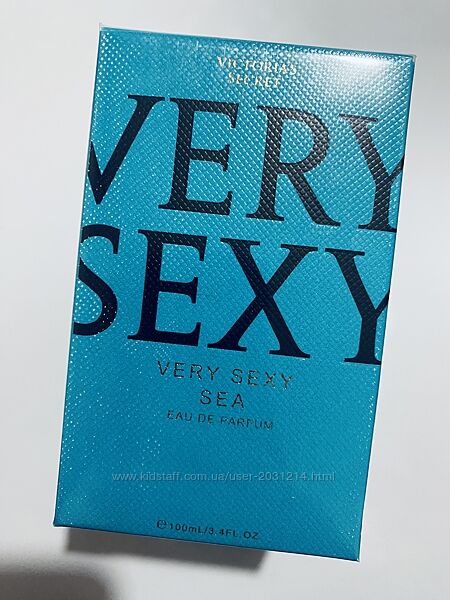 VICTORIA'S
SECRET
VERY
SEXY
VERY SEXY
SEA
EAU DE PARFUM
www.kidstaff.com.ua/user-2031214.html
℮100mL/3.4FL.OZ